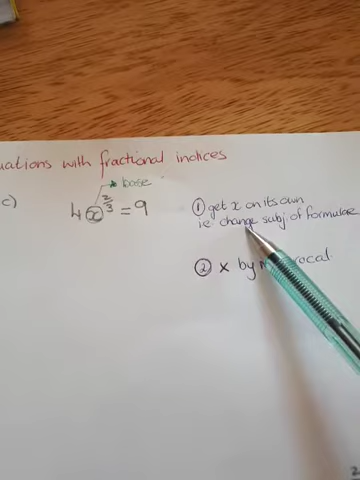 uations with fractional indices
base
c)
4x^(2/3) = 9
① get x on its own
ie change subj. of formulae
② x by rocal.
2